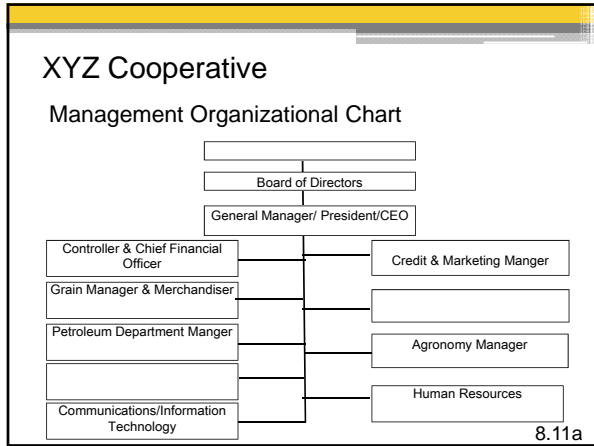 XYZ Cooperative
Management Organizational Chart
Board of Directors
General Manager/ President/CEO
Controller & Chief Financial
Officer
Credit & Marketing Manger
Grain Manager & Merchandiser
Petroleum Department Manger
Agronomy Manager
Human Resources
Communications/Information
Technology
8.11a